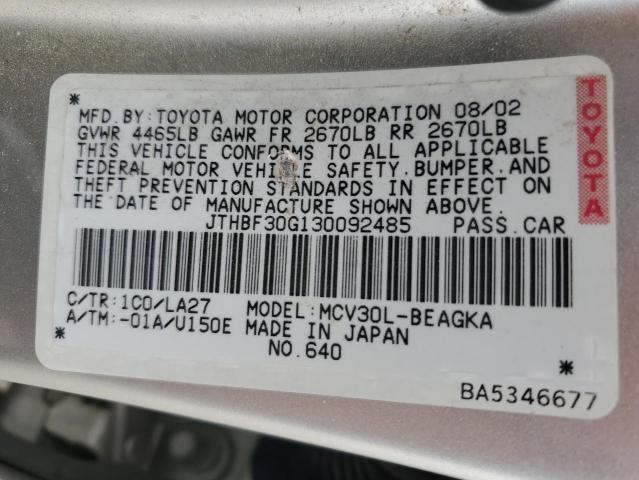 MFD.BY:TOYOTA MOTOR CORPORATION 08/02
GVWR 4465LB GAWR FR 2670LB RR 2670LB
THIS VEHICLE CONFORMS TO ALL APPLICABLE
FEDERAL MOTOR VEHICLE SAFETY.BUMPER.AND
THEFT PREVENTION STANDARDS IN EFFECT ON
THE DATE OF MANUFACTURE SHOWN ABOVE.
JTHBF30G130092485 PASS.CAR
C/TR:1C0/LA27 MODEL:MCV30L-BEAGKA
A/TM:-01A/U150E MADE IN JAPAN
NO.640
BA5346677
TOYOTA